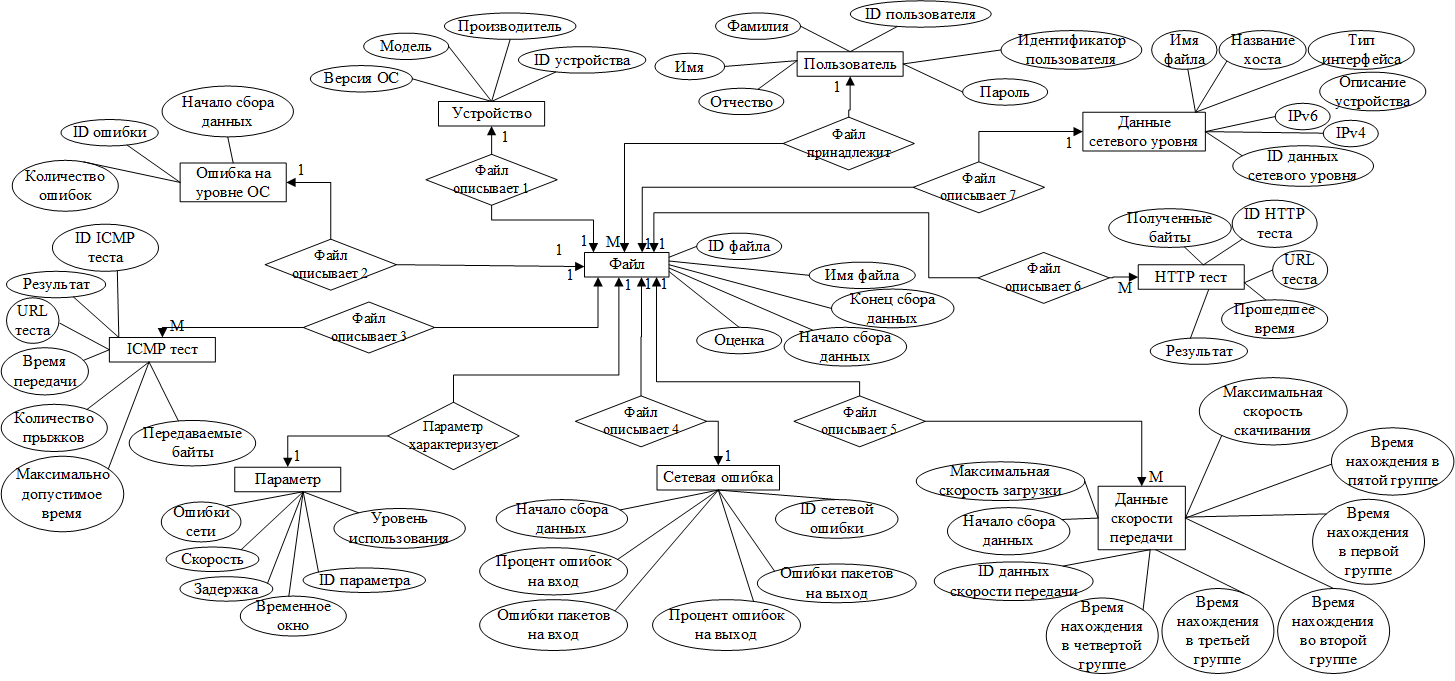 Производитель
Модель
ID устройства
Версия ОС
Устройство
1
Файл
описывает 1
1
Фамилия
ID пользователя
Имя
Идентификатор
пользователя
Отчество
Пароль
Пользователь
1
Файл
принадлежит
М
Имя
файла
Название
хоста
Тип
интерфейса
Описание
устройства
IPv6
IPv4
ID данных
сетевого уровня
Данные
сетевого уровня
1
Файл
описывает 7
1
Начало сбора
данных
ID ошибки
Количество
ошибок
Ошибка на
уровне ОС
1
Файл
описывает 2
1
Файл
ID файла
Имя файла
Конец сбора
данных
Начало сбора
данных
Оценка
Полученные
байты
ID HTTP
теста
URL
теста
Прошедшее
время
Результат
HTTP тест
М
Файл
описывает 6
1
ID ICMP
теста
Результат
URL
теста
Время
передачи
Количество
прыжков
Максимально
допустимое
время
Передаваемые
байты
ICMP тест
М
Файл
описывает 3
1
Параметр
характеризует
1
1
Параметр
Ошибки
сети
Скорость
Задержка
Временное
окно
ID параметра
Уровень
использования
Файл
описывает 4
1
1
Сетевая ошибка
Начало сбора
данных
Процент ошибок
на вход
Ошибки пакетов
на вход
Процент ошибок
на выход
Ошибки пакетов
на выход
ID сетевой
ошибки
Файл
описывает 5
1
М
Данные
скорости
передачи
Максимальная
скорость
скачивания
Максимальная
скорость загрузки
Начало сбора
данных
ID данных
скорости передачи
Время
нахождения в
пятой группе
Время
нахождения
в первой
группе
Время
нахождения
в четвертой
группе
Время
нахождения
в третьей
группе
Время
нахождения
во второй
группе